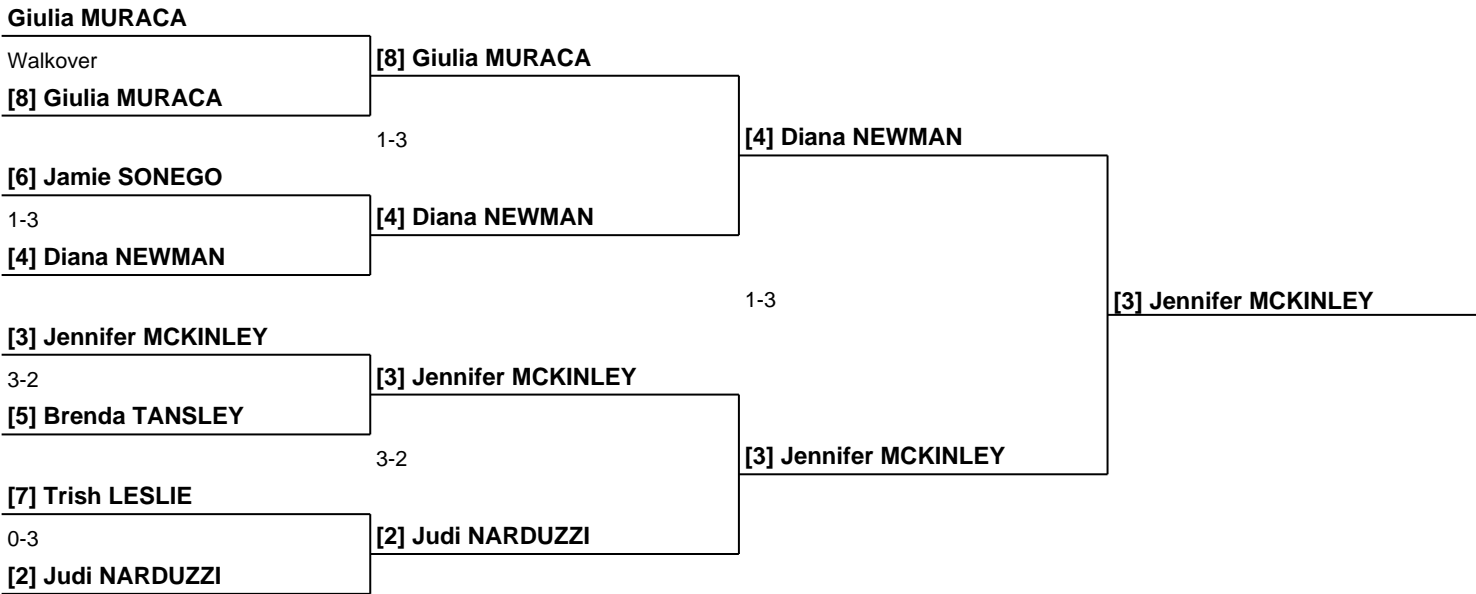 Giulia MURACA
Walkover
[8] Giulia MURACA
[8] Giulia MURACA
1-3
[4] Diana NEWMAN
[6] Jamie SONEGO
1-3
[4] Diana NEWMAN
[4] Diana NEWMAN
1-3
[3] Jennifer MCKINLEY
[3] Jennifer MCKINLEY
3-2
[3] Jennifer MCKINLEY
[5] Brenda TANSLEY
3-2
[3] Jennifer MCKINLEY
[7] Trish LESLIE
0-3
[2] Judi NARDUZZI
[2] Judi NARDUZZI